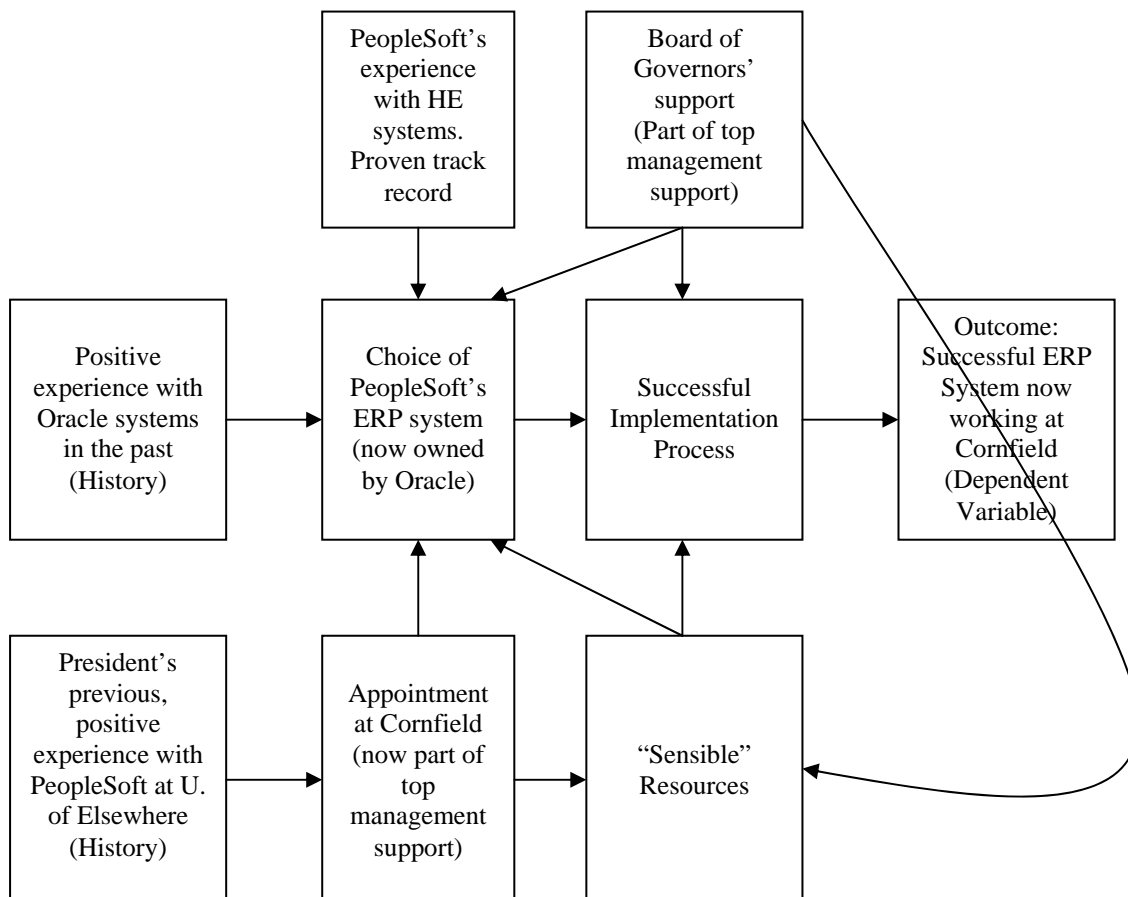 PeopleSoft’s
experience
with HE
systems.
Proven track
record
Board of
Governors’
support
(Part of top
management
support)
Positive
experience with
Oracle systems
in the past
(History)
Choice of
PeopleSoft’s
ERP system
(now owned
by Oracle)
Successful
Implementation
Process
Outcome:
Successful ERP
System now
working at
Cornfield
(Dependent
Variable)
President’s
previous,
positive
experience with
PeopleSoft at U.
of Elsewhere
(History)
Appointment
at Cornfield
(now part of
top
management
support)
“Sensible”
Resources